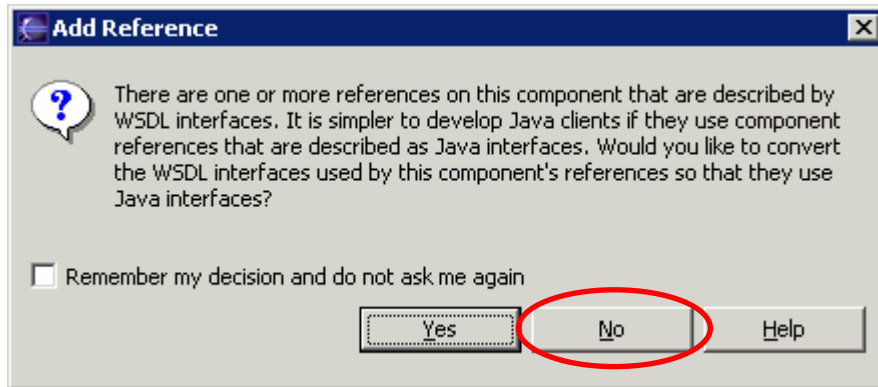 Add Reference
There are one or more references on this component that are described by
WSDL interfaces. It is simpler to develop Java clients if they use component
references that are described as Java interfaces. Would you like to convert
the WSDL interfaces used by this component's references so that they use
Java interfaces?
Remember my decision and do not ask me again
Yes No Help